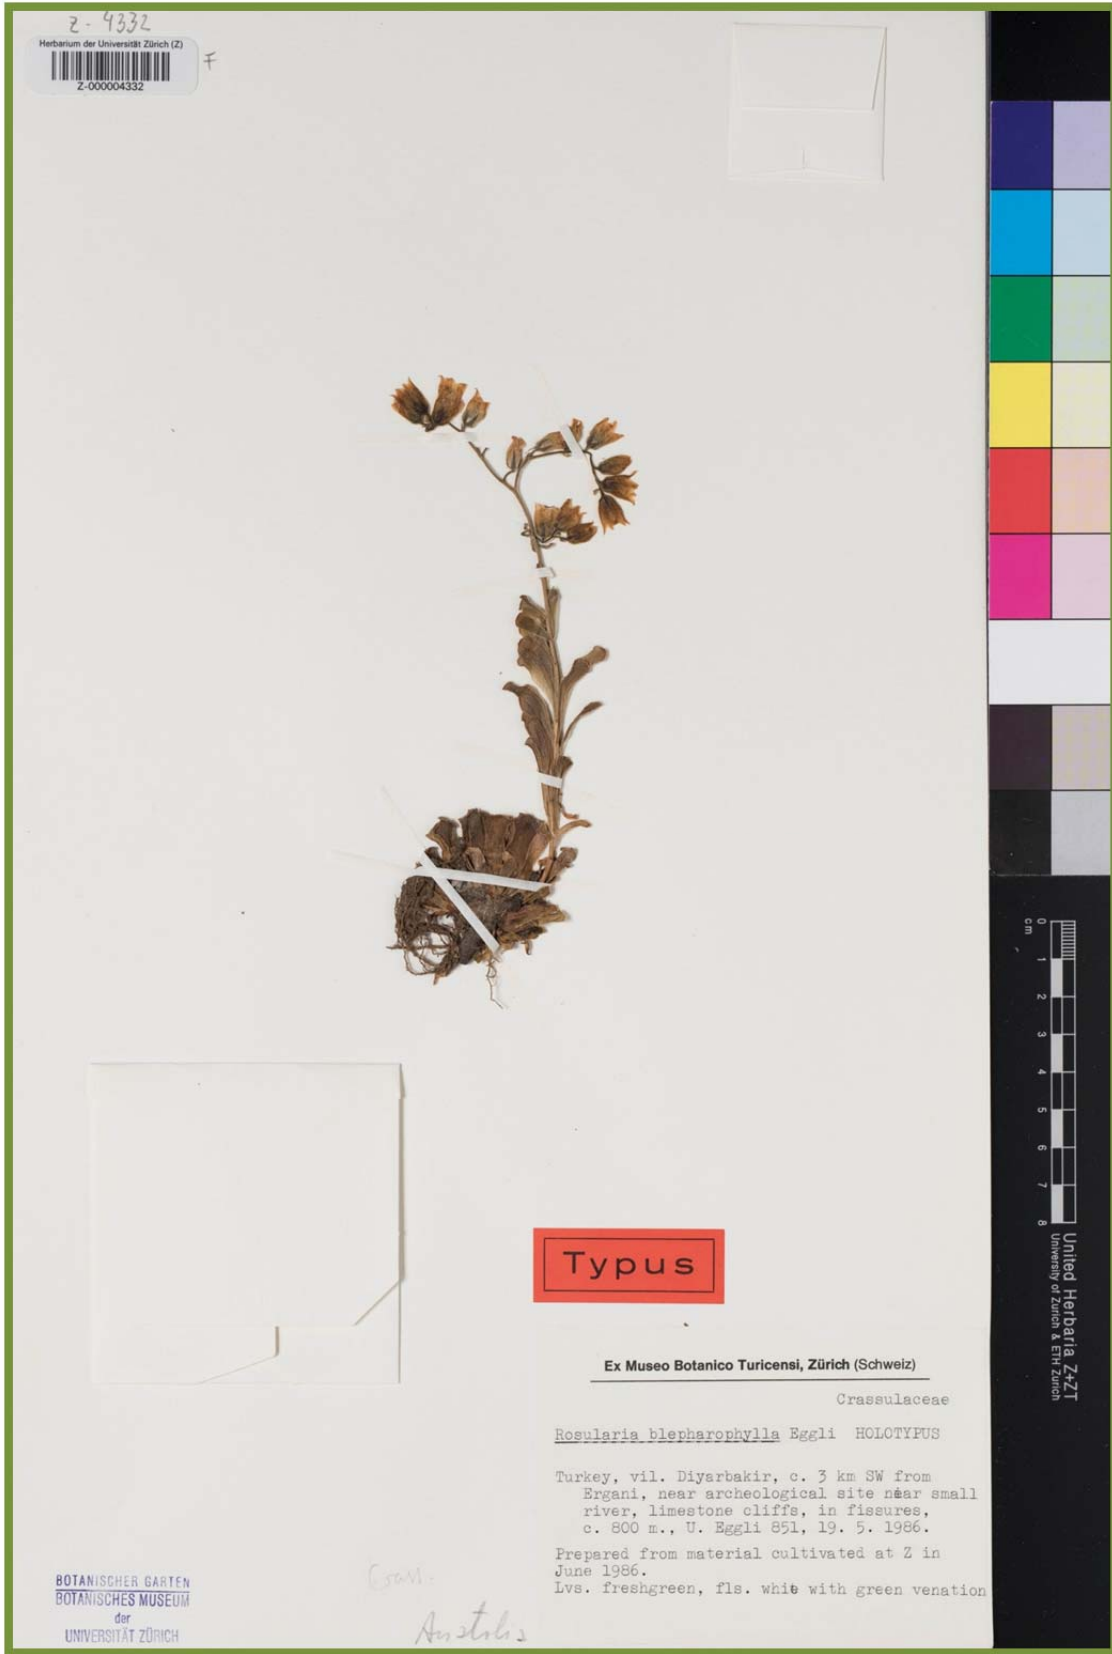 z - 4332
Herbarium der Universität Zürich (Z)
Z-000004332
F
0 1 2 3 4 5 6 7 8
cm
United Herbaria Z+ZT
University of Zurich & ETH Zurich
Typus
Ex Museo Botanico Turicensi, Zürich (Schweiz)
Crassulaceae
Rosularia blepharophylla Eggli HOLOTYPUS
Turkey, vil. Diyarbakir, c. 3 km SW from
Ergani, near archeological site near small
river, limestone cliffs, in fissures,
c. 800 m., U. Eggli 851, 19. 5. 1986.
Prepared from material cultivated at Z in
June 1986.
Lvs. freshgreen, fls. white with green venation
BOTANISCHER GARTEN
BOTANISCHES MUSEUM
der
UNIVERSITÄT ZÜRICH
Crass.